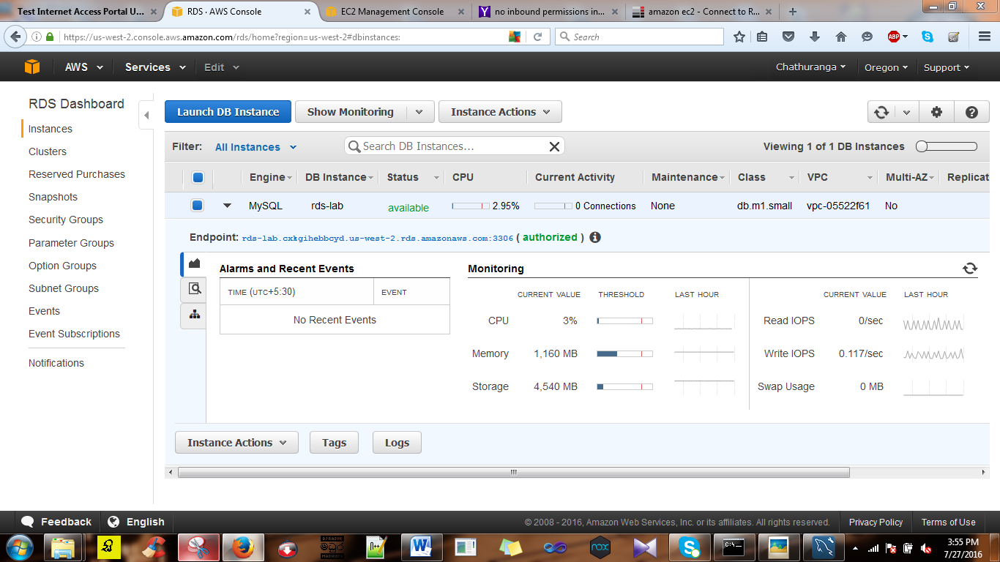 Test Internet Access Portal U...
RDS · AWS Console
EC2 Management Console
no inbound permissions in...
amazon ec2 - Connect to R...
https://us-west-2.console.aws.amazon.com/rds/home?region=us-west-2#dbinstances:
Search
ABP
AWS Services Edit
Chathuranga Oregon Support
RDS Dashboard
Instances
Clusters
Reserved Purchases
Snapshots
Security Groups
Parameter Groups
Option Groups
Subnet Groups
Events
Event Subscriptions
Notifications
Launch DB Instance Show Monitoring Instance Actions
Filter: All Instances Search DB Instances... Viewing 1 of 1 DB Instances
Engine DB Instance Status CPU Current Activity Maintenance Class VPC Multi-AZ Replicat
MySQL rds-lab available 2.95% 0 Connections None db.m1.small vpc-05522f61 No
Endpoint: rds-lab.cxkgihebbcyd.us-west-2.rds.amazonaws.com:3306 ( authorized )
Alarms and Recent Events
TIME (UTC+5:30) EVENT
No Recent Events
Monitoring
CURRENT VALUE THRESHOLD LAST HOUR CURRENT VALUE LAST HOUR
CPU 3% Read IOPS 0/sec
Memory 1,160 MB Write IOPS 0.117/sec
Storage 4,540 MB Swap Usage 0 MB
Instance Actions Tags Logs
Feedback English
© 2008 - 2016, Amazon Web Services, Inc. or its affiliates. All rights reserved. Privacy Policy Terms of Use
nox
3:55 PM
7/27/2016